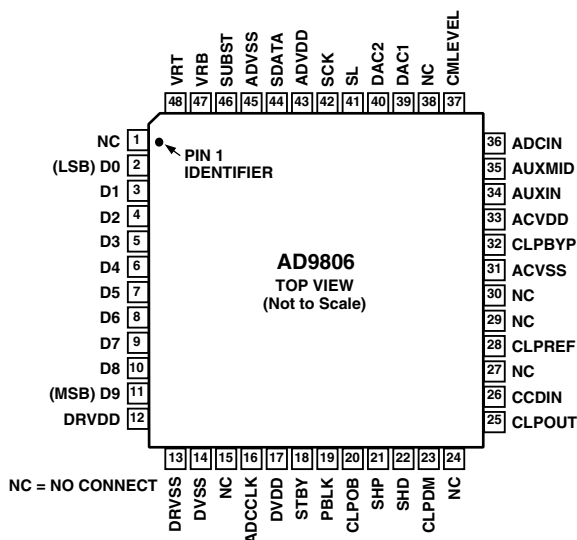 VRT
VRB
SUBST
ADVSS
SDATA
ADVDD
SCK
SL
DAC2
DAC1
NC
CMLEVEL
48 47 46 45 44 43 42 41 40 39 38 37
NC 1
(LSB) D0 2
D1 3
D2 4
D3 5
D4 6
D5 7
D6 8
D7 9
D8 10
(MSB) D9 11
DRVDD 12
PIN 1
IDENTIFIER
AD9806
TOP VIEW
(Not to Scale)
36 ADCIN
35 AUXMID
34 AUXIN
33 ACVDD
32 CLPBYP
31 ACVSS
30 NC
29 NC
28 CLPREF
27 NC
26 CCDIN
25 CLPOUT
13 14 15 16 17 18 19 20 21 22 23 24
DRVSS
DVSS
NC
ADCCLK
DVDD
STBY
PBLK
CLPOB
SHP
SHD
CLPDM
NC
NC = NO CONNECT